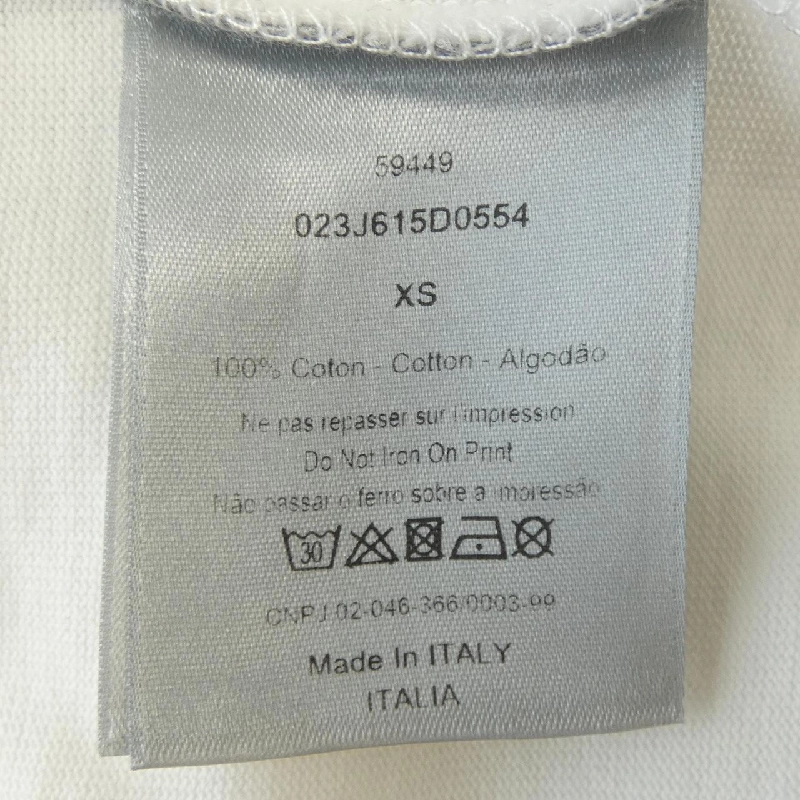 59449
023J615D0554
XS
100% Coton - Cotton - Algodão
Ne pas repasser sur l'impression
Do Not Iron On Print
Não passar o ferro sobre a impressão
30
CNPJ 02-046-366/0003-99
Made In ITALY
ITALIA